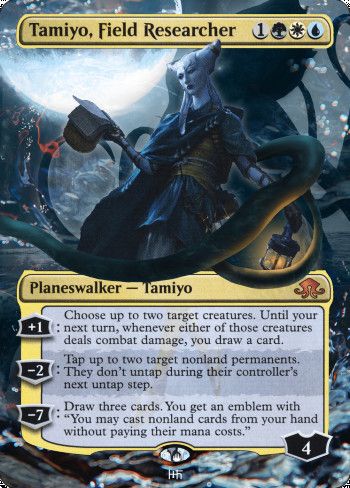 Tamiyo, Field Researcher 1
Planeswalker — Tamiyo
+1: Choose up to two target creatures. Until your
next turn, whenever either of those creatures
deals combat damage, you draw a card.
-2: Tap up to two target nonland permanents.
They don't untap during their controller's
next untap step.
-7: Draw three cards. You get an emblem with
"You may cast nonland cards from your hand
without paying their mana costs."
4